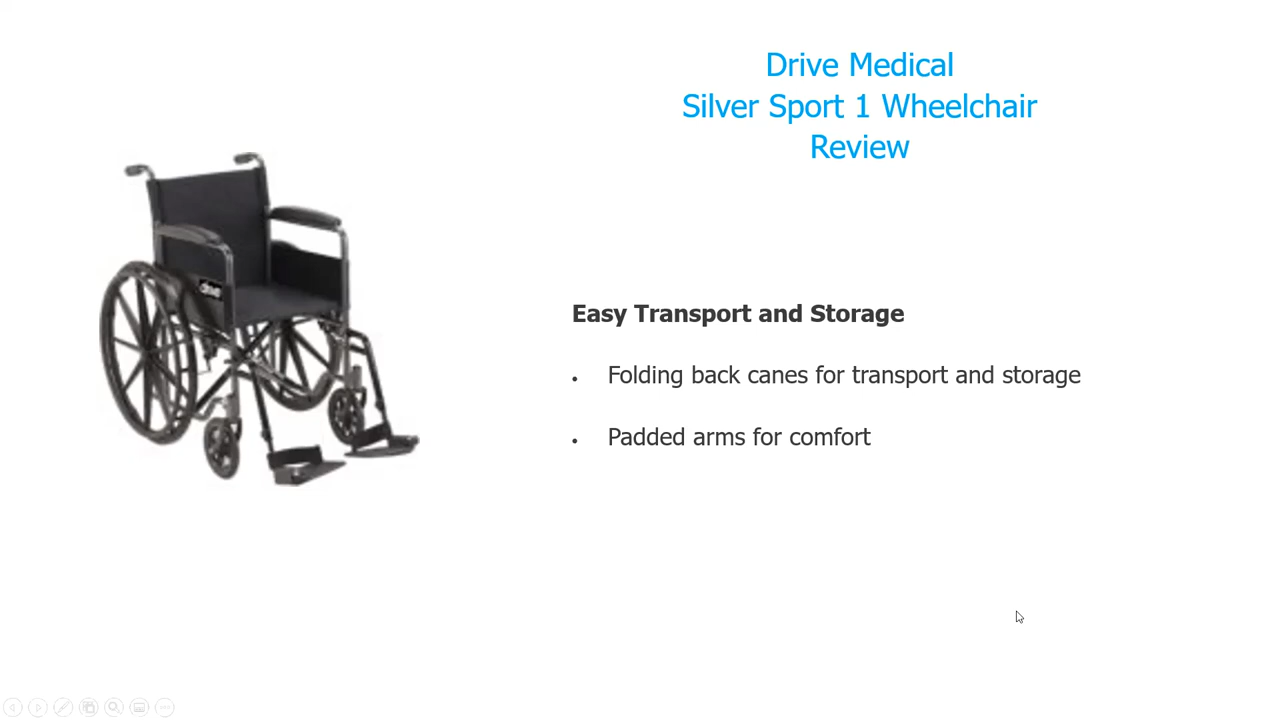 Drive Medical
Silver Sport 1 Wheelchair
Review
Easy Transport and Storage
• Folding back canes for transport and storage
• Padded arms for comfort
drive